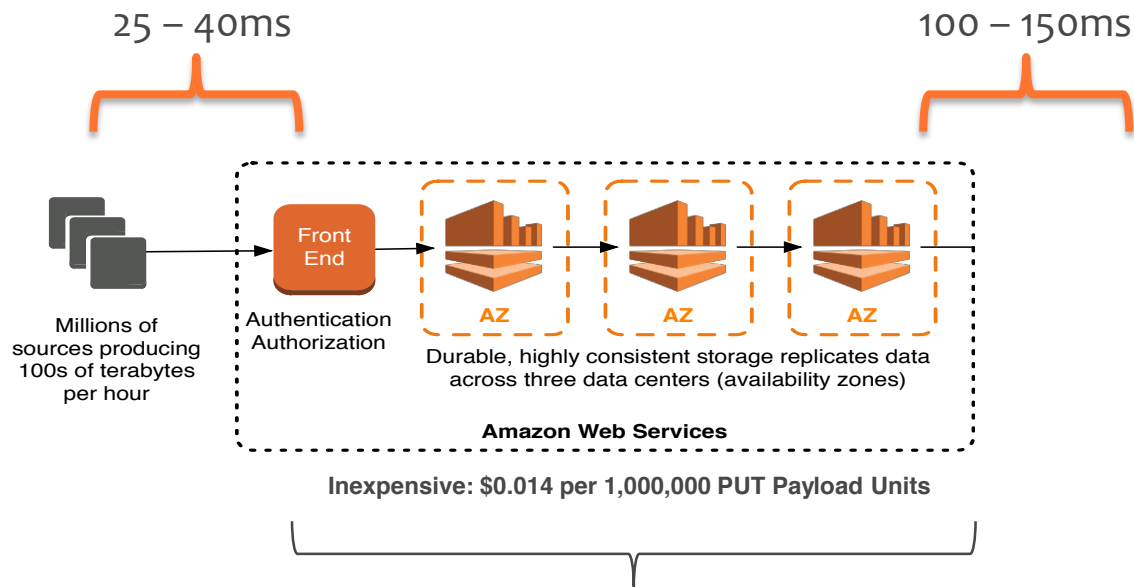 25 – 40ms
100 – 150ms
Front
End
AZ
AZ
AZ
Millions of
sources producing
100s of terabytes
per hour
Authentication
Authorization
Durable, highly consistent storage replicates data
across three data centers (availability zones)
Amazon Web Services
Inexpensive: $0.014 per 1,000,000 PUT Payload Units